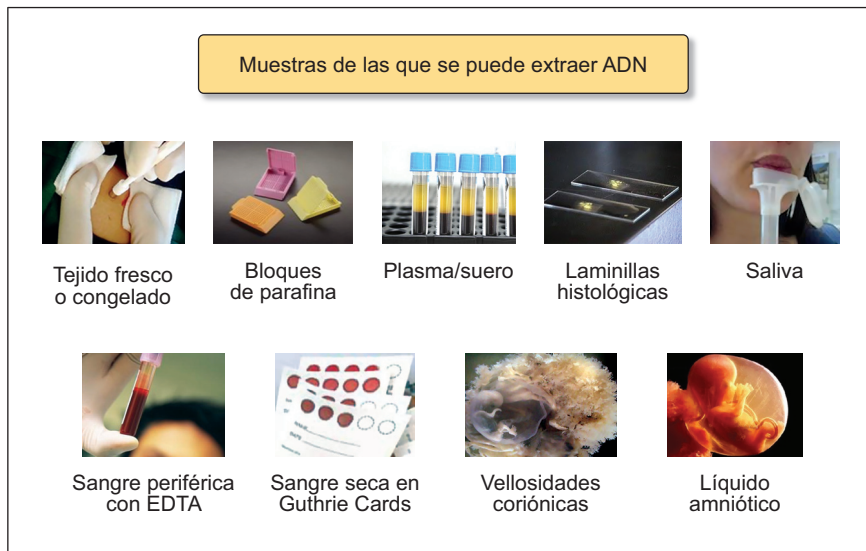 Muestras de las que se puede extraer ADN
Tejido fresco
o congelado
Bloques
de parafina
Plasma/suero
Laminillas
histológicas
Saliva
Sangre periférica
con EDTA
Sangre seca en
Guthrie Cards
Vellosidades
coriónicas
Líquido
amniótico